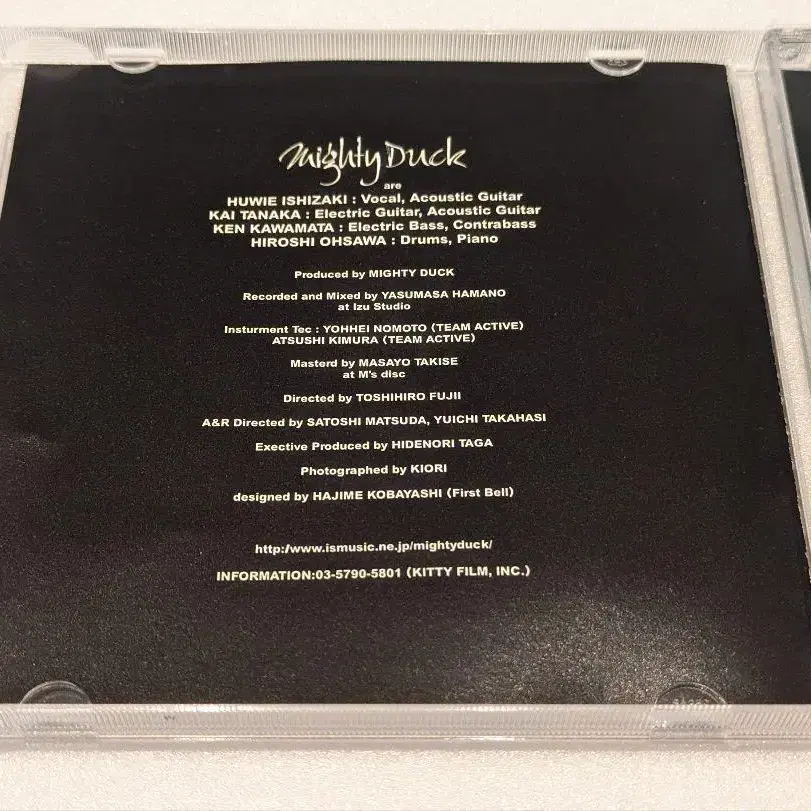 Mighty Duck
are
HUWIE ISHIZAKI : Vocal, Acoustic Guitar
KAI TANAKA : Electric Guitar, Acoustic Guitar
KEN KAWAMATA : Electric Bass, Contrabass
HIROSHI OHSAWA : Drums, Piano
Produced by MIGHTY DUCK
Recorded and Mixed by YASUMASA HAMANO
at Izu Studio
Insturment Tec : YOHHEI NOMOTO (TEAM ACTIVE)
ATSUSHI KIMURA (TEAM ACTIVE)
Masterd by MASAYO TAKISE
at M's disc
Directed by TOSHIHIRO FUJII
A&R Directed by SATOSHI MATSUDA, YUICHI TAKAHASI
Exective Produced by HIDENORI TAGA
Photographed by KIORI
designed by HAJIME KOBAYASHI (First Bell)
http:/www.ismusic.ne.jp/mightyduck/
INFORMATION:03-5790-5801 (KITTY FILM, INC.)